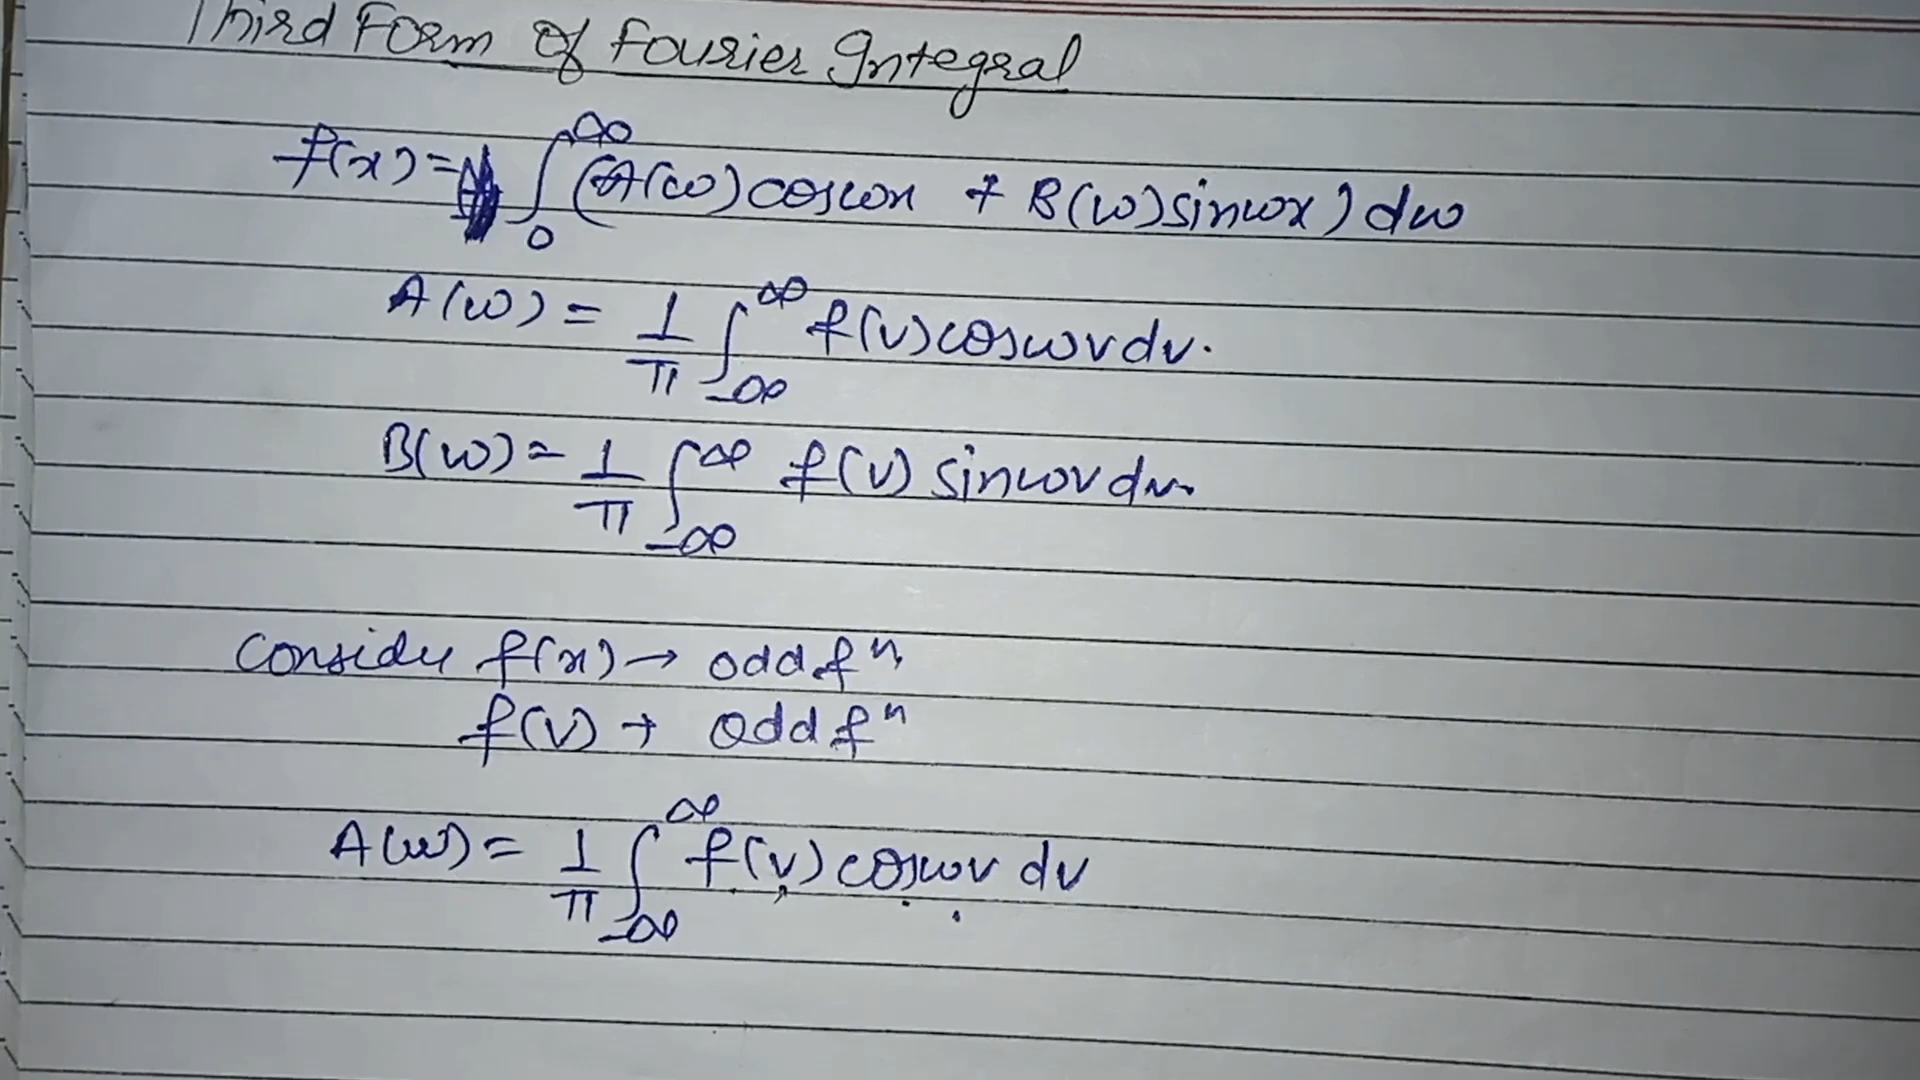 Third Form Of Fourier Integral
f(x) = ∫₀^∞ (A(ω) cosωx + B(ω) sinωx) dω
A(ω) = 1/π ∫_{-∞}^{∞} f(v) cosωv dv.
B(ω) = 1/π ∫_{-∞}^{∞} f(v) sinωv dv.
Consider f(x) → odd fⁿ
f(v) → odd fⁿ
A(ω) = 1/π ∫_{-∞}^{∞} f(v) cosωv dv